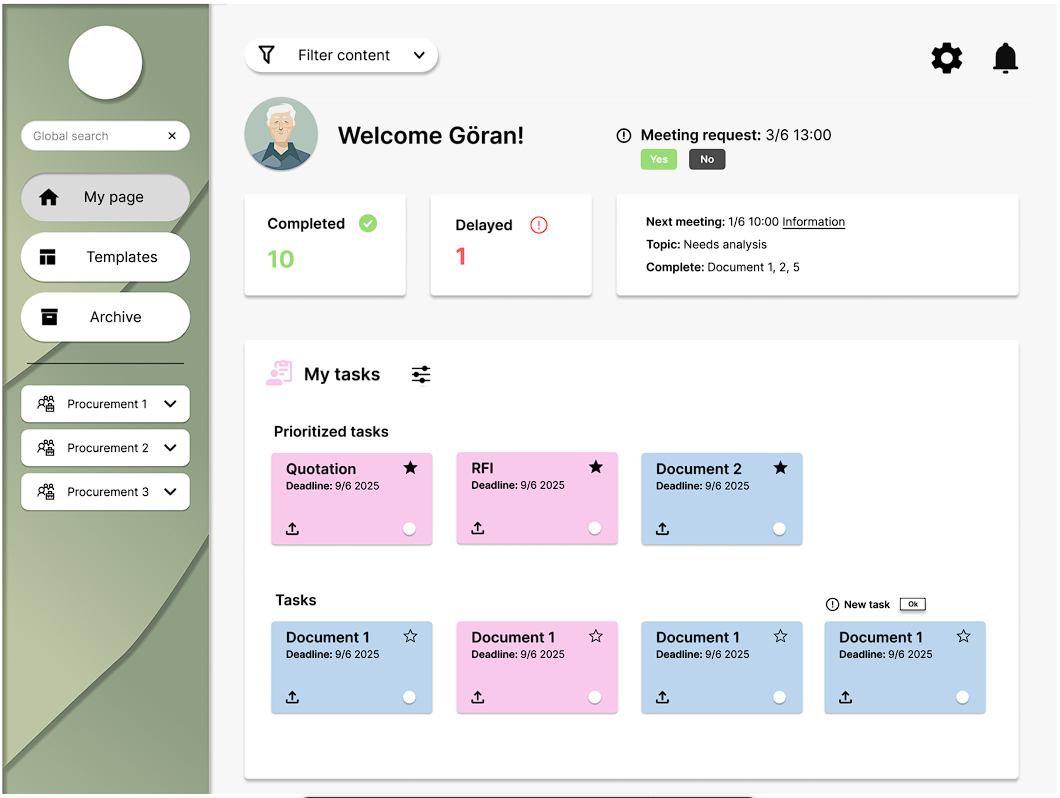 Filter content
Global search
My page
Templates
Archive
Procurement 1
Procurement 2
Procurement 3
Welcome Göran!
Meeting request: 3/6 13:00
Yes No
Completed
10
Delayed
1
Next meeting: 1/6 10:00 Information
Topic: Needs analysis
Complete: Document 1, 2, 5
My tasks
Prioritized tasks
Quotation
Deadline: 9/6 2025
RFI
Deadline: 9/6 2025
Document 2
Deadline: 9/6 2025
Tasks
New task Ok
Document 1
Deadline: 9/6 2025
Document 1
Deadline: 9/6 2025
Document 1
Deadline: 9/6 2025
Document 1
Deadline: 9/6 2025